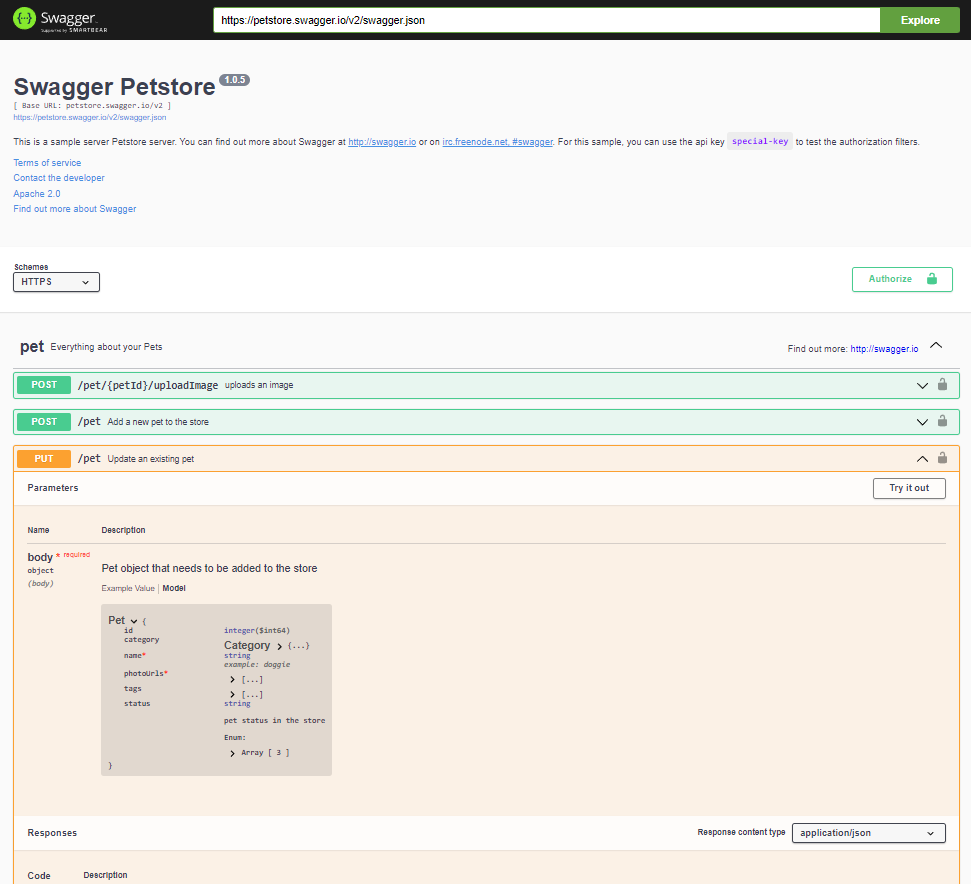 Swagger
Supported by SMARTBEAR
https://petstore.swagger.io/v2/swagger.json
Explore
Swagger Petstore 1.0.5
[ Base URL: petstore.swagger.io/v2 ]
https://petstore.swagger.io/v2/swagger.json
This is a sample server Petstore server. You can find out more about Swagger at http://swagger.io or on irc.freenode.net, #swagger. For this sample, you can use the api key special-key to test the authorization filters.
Terms of service
Contact the developer
Apache 2.0
Find out more about Swagger
Schemes
HTTPS
Authorize
pet Everything about your Pets
Find out more: http://swagger.io
POST /pet/{petId}/uploadImage uploads an image
POST /pet Add a new pet to the store
PUT /pet Update an existing pet
Parameters
Try it out
Name Description
body * required
object
(body)
Pet object that needs to be added to the store
Example Value | Model
Pet {
id integer($int64)
category Category {...}
name* string
example: doggie
photoUrls* [...]
tags [...]
status string
pet status in the store
Enum:
Array [ 3 ]
}
Responses
Response content type application/json
Code Description